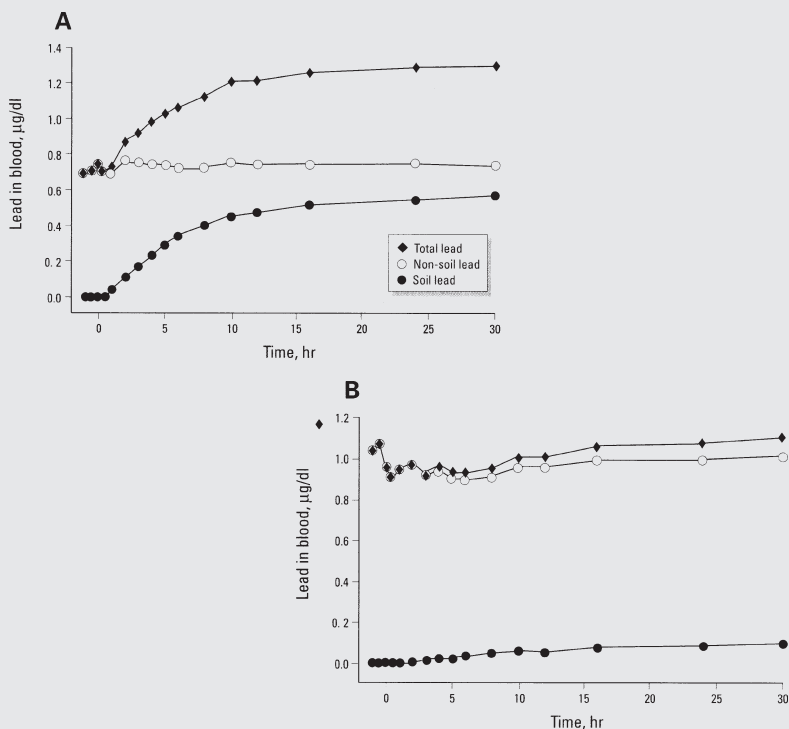 A
Lead in blood, µg/dl
1.4
1.2
1.0
0.8
0.6
0.4
0.2
0.0
Total lead
Non-soil lead
Soil lead
0 5 10 15 20 25 30
Time, hr
B
Lead in blood, µg/dl
1.2
1.0
0.8
0.6
0.4
0. 2
0.0
0 5 10 15 20 25 30
Time, hr